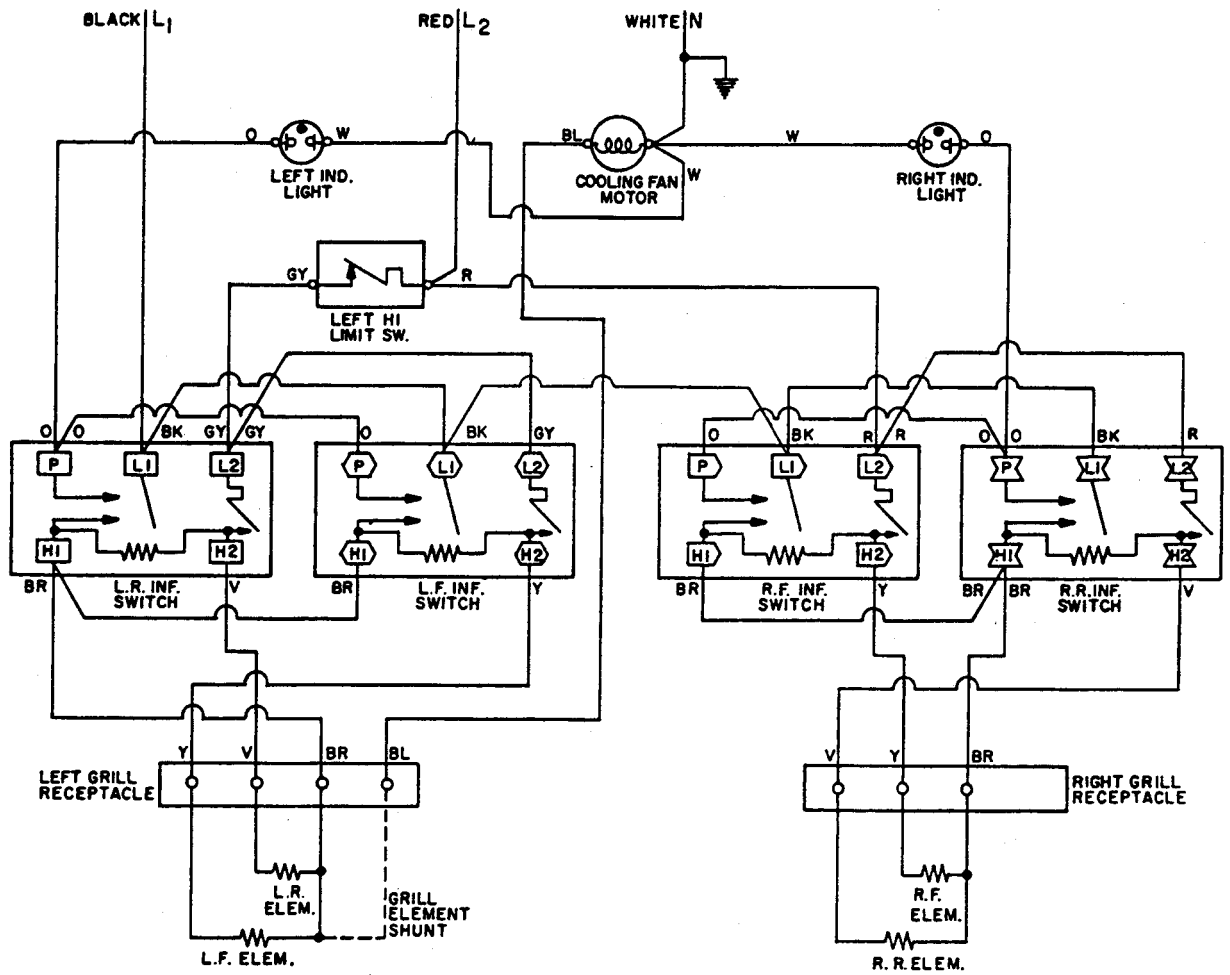 BLACK L1 RED L2 WHITE N
O W BL W O
LEFT IND.
LIGHT
COOLING FAN
MOTOR
W
RIGHT IND.
LIGHT
GY R
LEFT HI
LIMIT SW.
O O BK GY GY O BK GY O BK R R O O BK R
P L1 L2 P L1 L2 P L1 L2 P L1 L2
H1 H2 H1 H2 H1 H2 H1 H2
BR L.R. INF.
SWITCH
V
BR L.F. INF.
SWITCH
Y
BR R.F. INF.
SWITCH
Y
BR BR R.R. INF.
SWITCH
V
Y V BR BL
LEFT GRILL
RECEPTACLE
V Y BR
RIGHT GRILL
RECEPTACLE
L.R.
ELEM.
GRILL
ELEMENT
SHUNT
L.F. ELEM.
R.F.
ELEM.
R.R. ELEM.